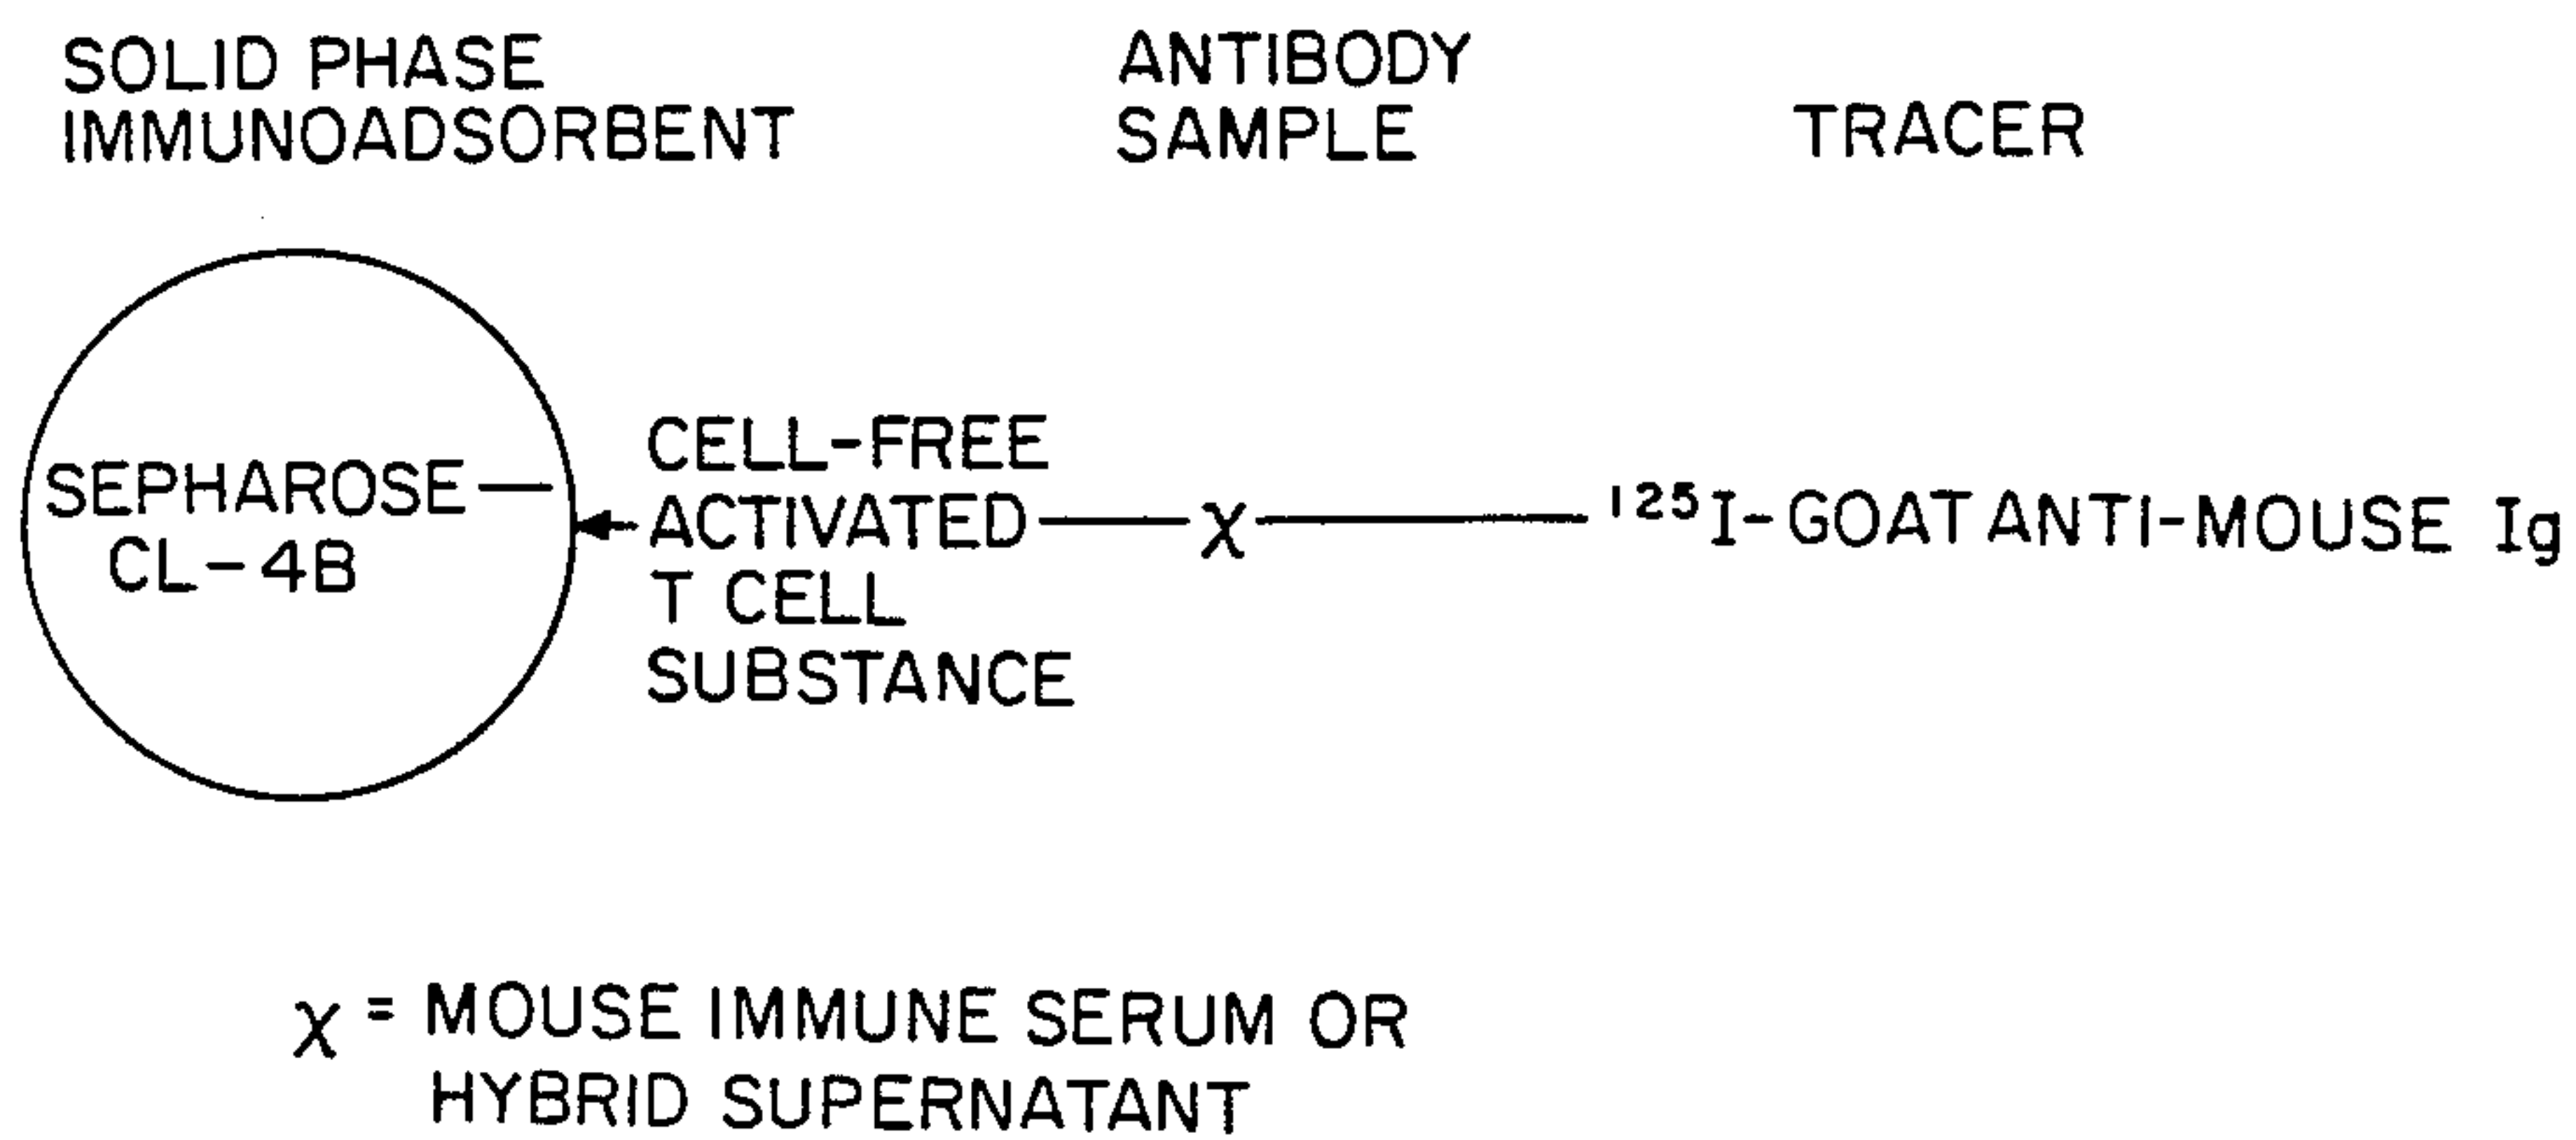 SOLID PHASE
IMMUNOADSORBENT
ANTIBODY
SAMPLE
TRACER
SEPHAROSE —
CL-4B
CELL-FREE
ACTIVATED
T CELL
SUBSTANCE
χ
¹²⁵I-GOAT ANTI-MOUSE Ig
χ = MOUSE IMMUNE SERUM OR
HYBRID SUPERNATANT